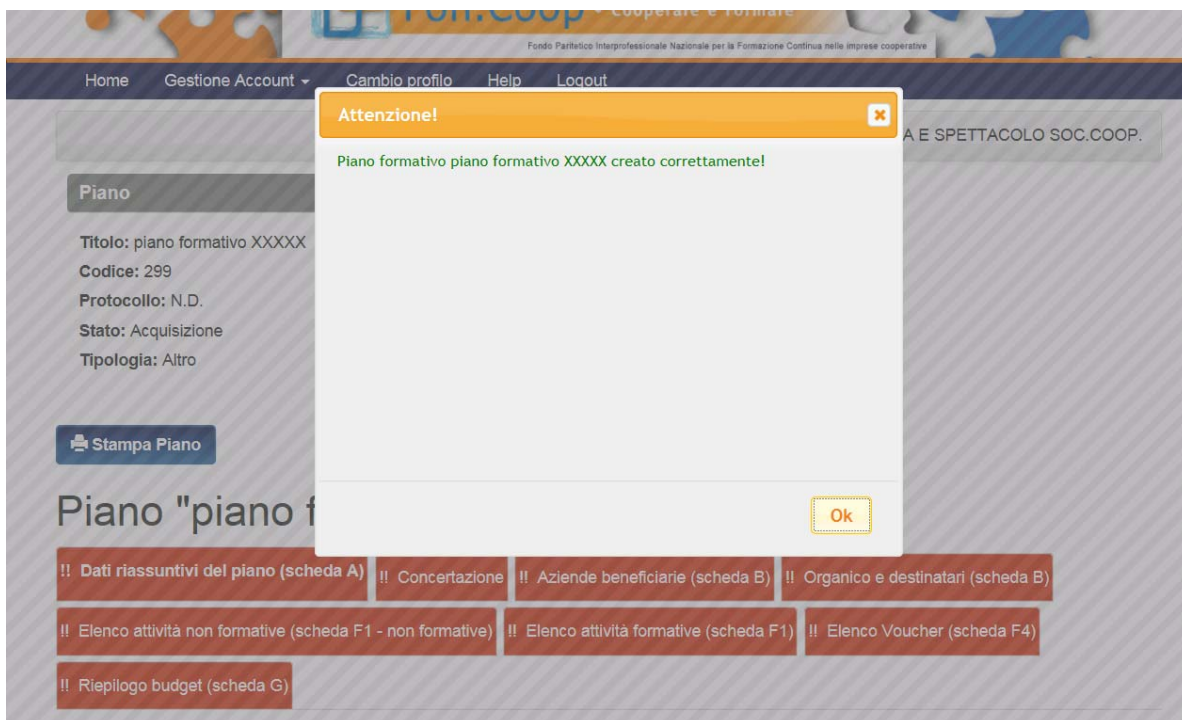 Fon.Coop - Cooperare e formare
Fondo Paritetico Interprofessionale Nazionale per la Formazione Continua nelle imprese cooperative
Home Gestione Account Cambio profilo Help Logout
Attenzione!
A E SPETTACOLO SOC.COOP.
Piano formativo piano formativo XXXXX creato correttamente!
Piano
Titolo: piano formativo XXXXX
Codice: 299
Protocollo: N.D.
Stato: Acquisizione
Tipologia: Altro
Stampa Piano
Piano "piano f
Ok
!! Dati riassuntivi del piano (scheda A) !! Concertazione !! Aziende beneficiarie (scheda B) !! Organico e destinatari (scheda B)
!! Elenco attività non formative (scheda F1 - non formative) !! Elenco attività formative (scheda F1) !! Elenco Voucher (scheda F4)
!! Riepilogo budget (scheda G)